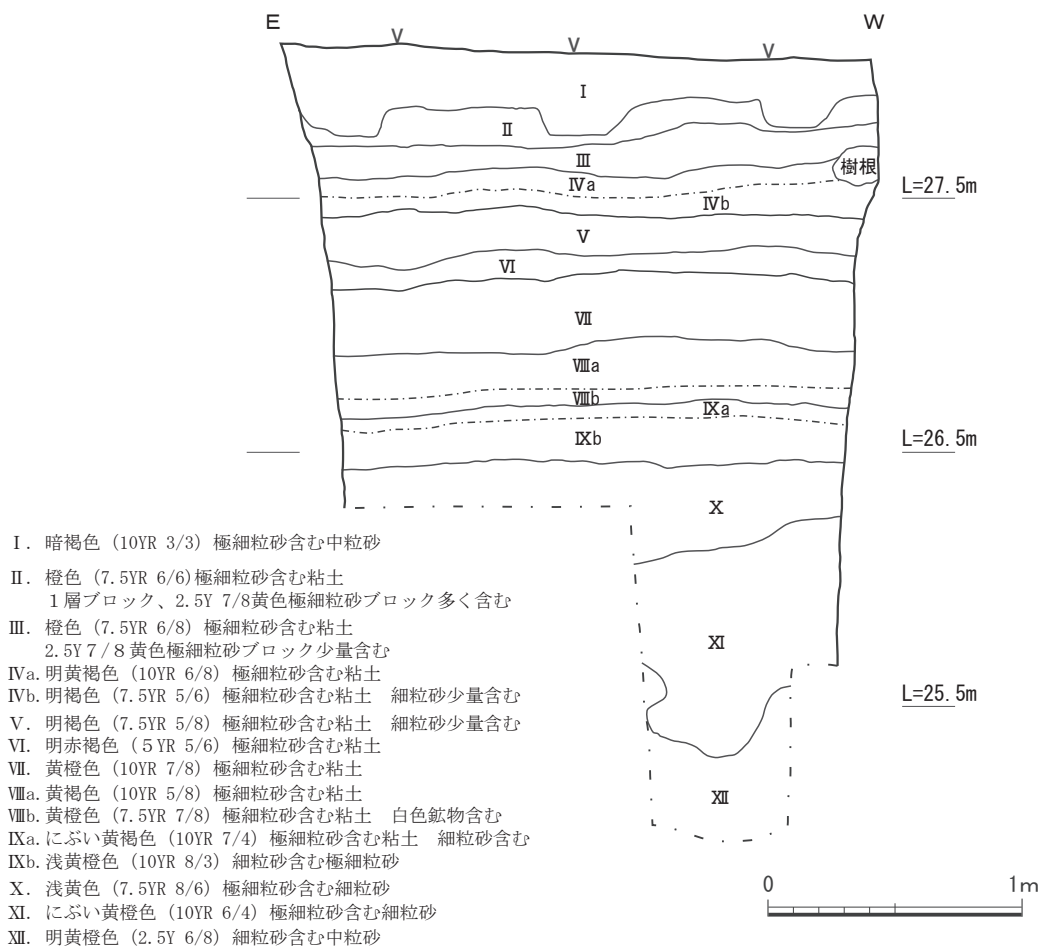 E
W
Ⅰ
Ⅱ
Ⅲ
樹根
Ⅳa
L=27.5m
Ⅳb
Ⅴ
Ⅵ
Ⅶ
Ⅷa
Ⅷb
Ⅸa
Ⅸb
L=26.5m
Ⅹ
Ⅺ
L=25.5m
Ⅻ
Ⅰ. 暗褐色 (10YR 3/3) 極細粒砂含む中粒砂
Ⅱ. 橙色 (7.5YR 6/6)極細粒砂含む粘土
１層ブロック、2.5Y 7/8黄色極細粒砂ブロック多く含む
Ⅲ. 橙色 (7.5YR 6/8) 極細粒砂含む粘土
2.5Y７/８黄色極細粒砂ブロック少量含む
Ⅳa. 明黄褐色 (10YR 6/8) 極細粒砂含む粘土
Ⅳb. 明褐色 (7.5YR 5/6) 極細粒砂含む粘土　細粒砂少量含む
Ⅴ. 明褐色 (7.5YR 5/8) 極細粒砂含む粘土　細粒砂少量含む
Ⅵ. 明赤褐色 (５YR 5/6) 極細粒砂含む粘土
Ⅶ. 黄橙色 (10YR 7/8) 極細粒砂含む粘土
Ⅷa. 黄褐色 (10YR 5/8) 極細粒砂含む粘土
Ⅷb. 黄橙色 (7.5YR 7/8) 極細粒砂含む粘土　白色鉱物含む
Ⅸa. にぶい黄褐色 (10YR 7/4) 極細粒砂含む粘土　細粒砂含む
Ⅸb. 浅黄橙色 (10YR 8/3) 細粒砂含む極細粒砂
Ⅹ. 浅黄色 (7.5YR 8/6) 極細粒砂含む細粒砂
Ⅺ. にぶい黄橙色 (10YR 6/4) 極細粒砂含む細粒砂
Ⅻ. 明黄橙色 (2.5Y 6/8) 細粒砂含む中粒砂
0
1m